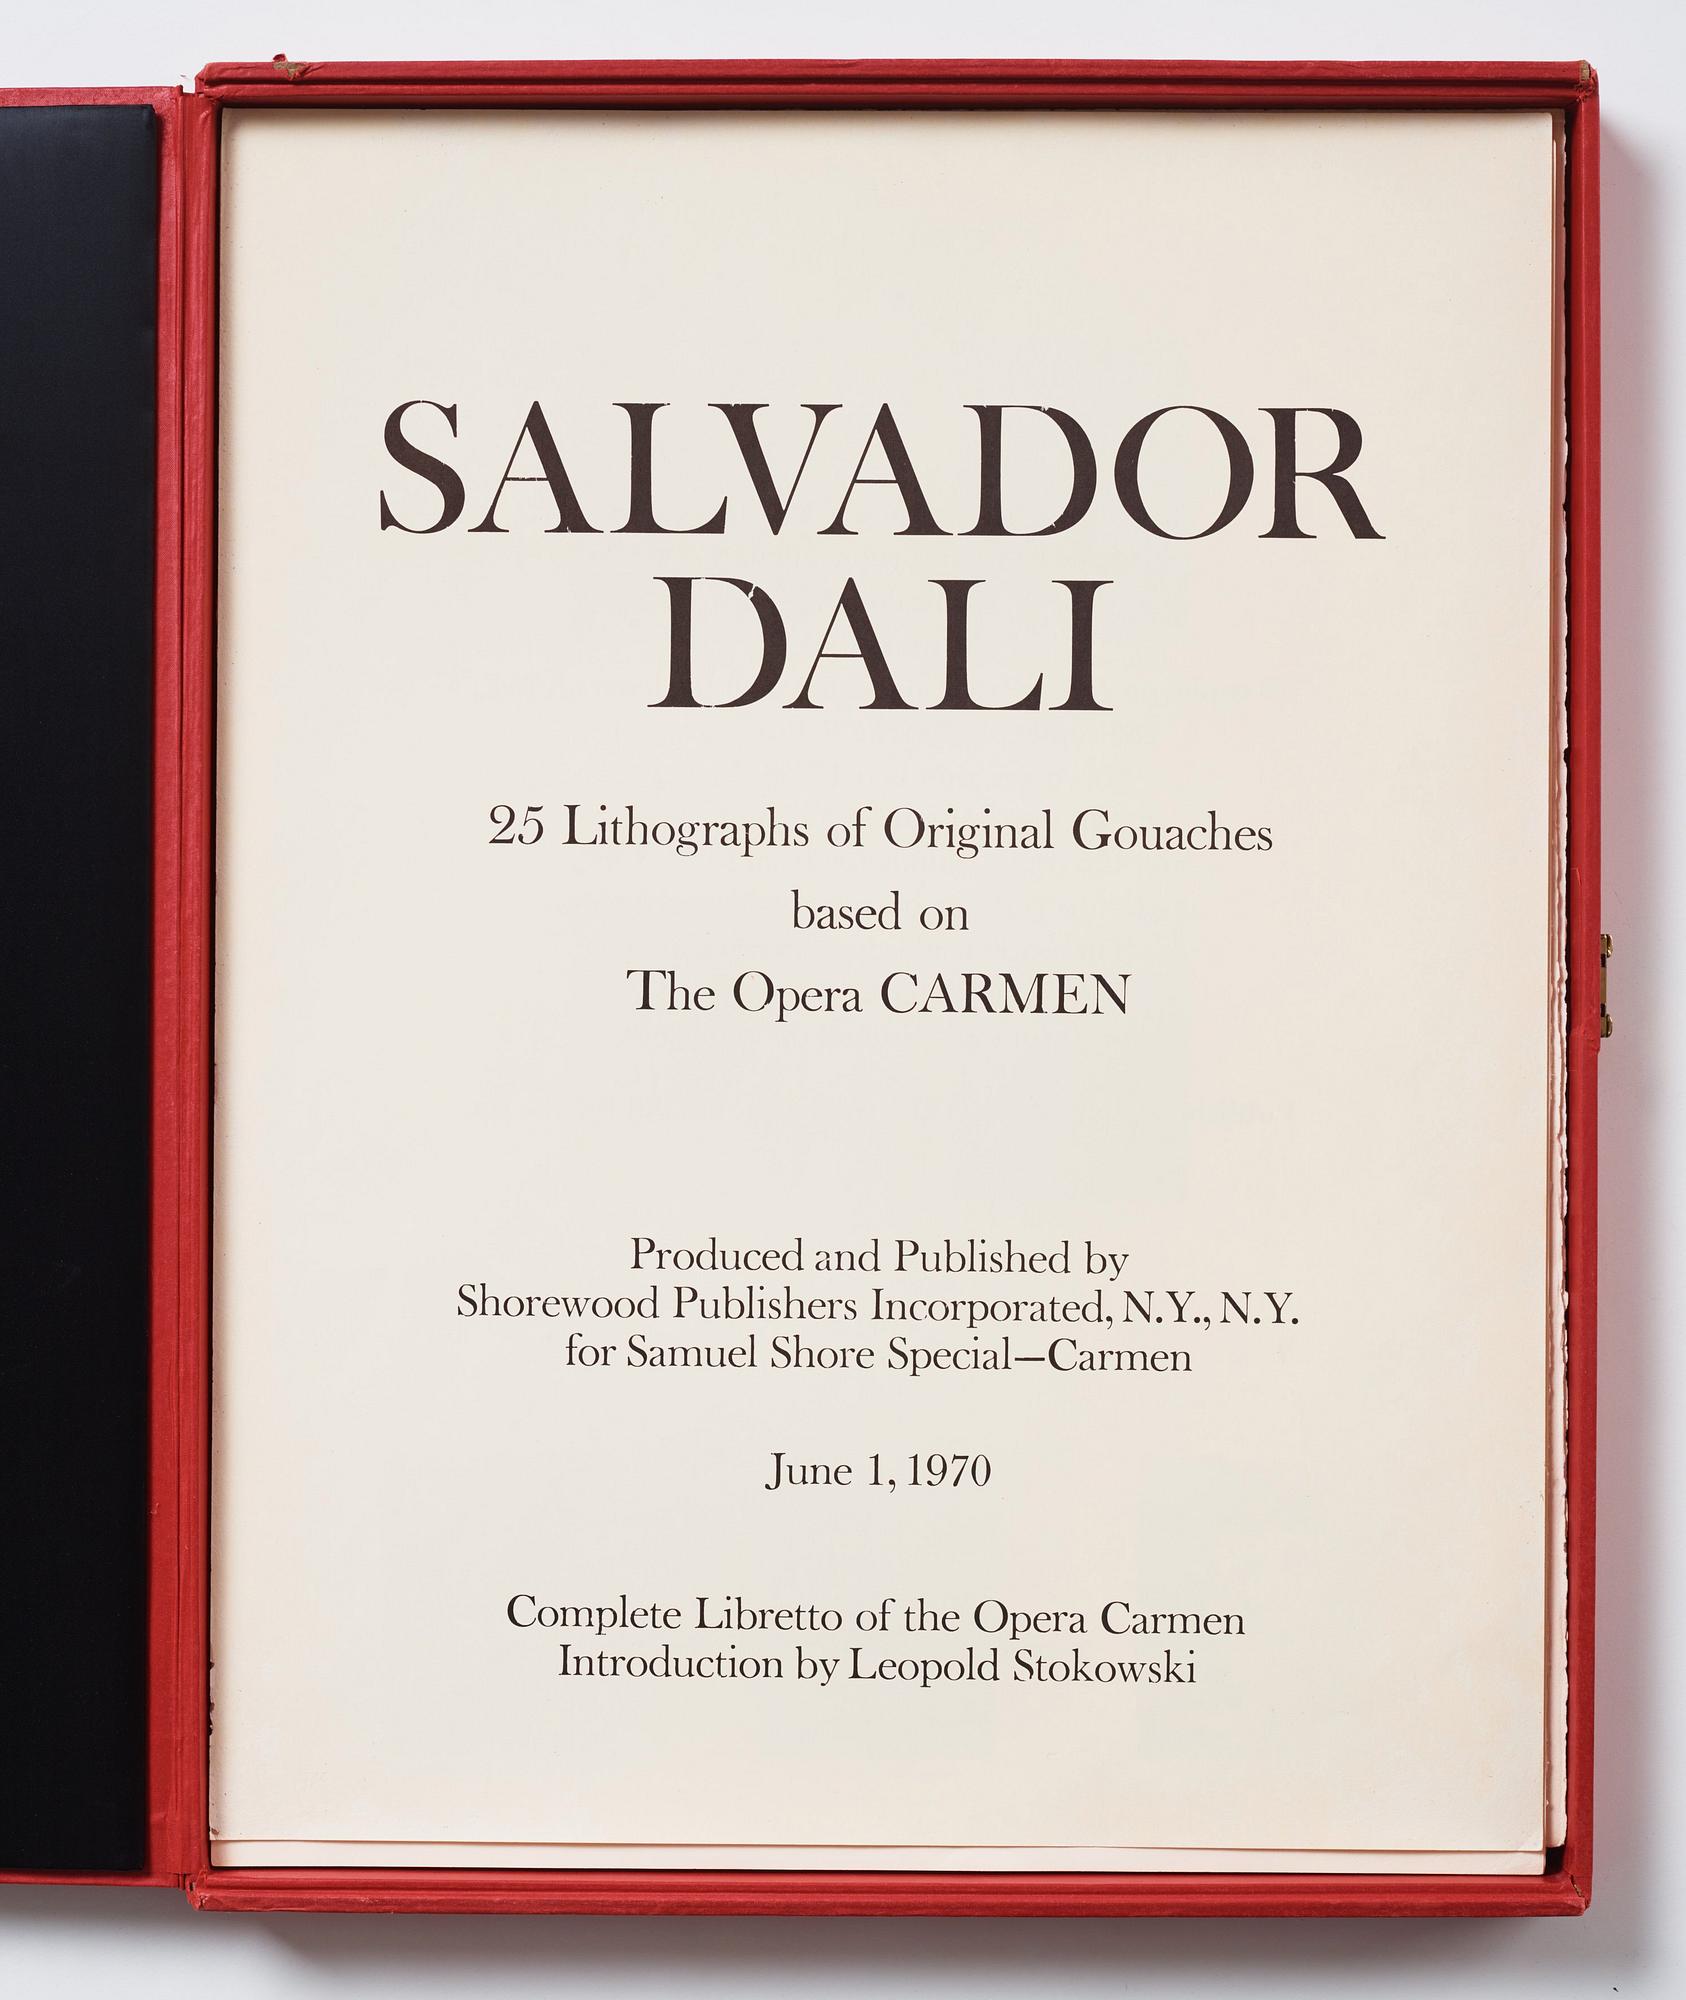 SALVADOR
DALI
25 Lithographs of Original Gouaches
based on
The Opera CARMEN
Produced and Published by
Shorewood Publishers Incorporated, N.Y., N.Y.
for Samuel Shore Special—Carmen
June 1, 1970
Complete Libretto of the Opera Carmen
Introduction by Leopold Stokowski